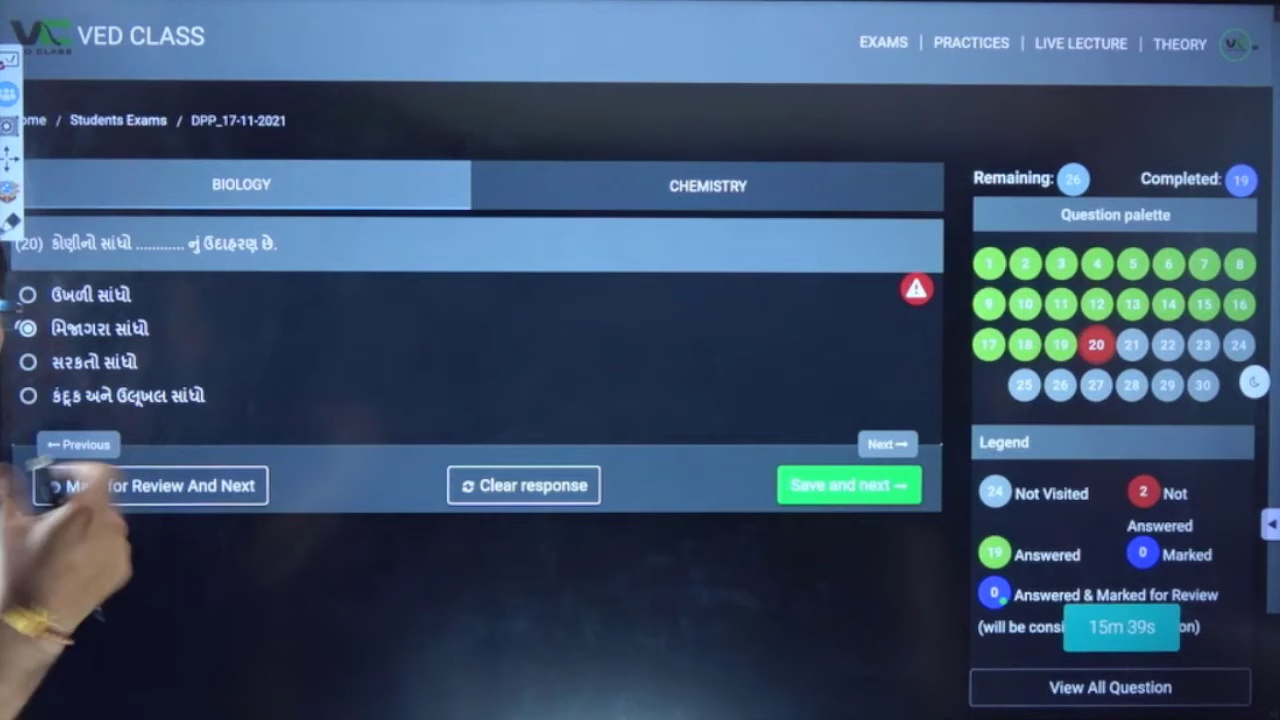 VED CLASS
EXAMS | PRACTICES | LIVE LECTURE | THEORY
/ Students Exams / DPP_17-11-2021
BIOLOGY
CHEMISTRY
(20) કોણીનો સાંધો ............ નું ઉદાહરણ છે.
ઉખળી સાંધો
મિજાગરા સાંધો
સરકતો સાંધો
કંદૂક અને ઉલૂખલ સાંધો
← Previous
Next →
for Review And Next
Clear response
Save and next →
Remaining: 26
Completed: 19
Question palette
1 2 3 4 5 6 7 8
9 10 11 12 13 14 15 16
17 18 19 20 21 22 23 24
25 26 27 28 29 30
Legend
24 Not Visited
2 Not Answered
19 Answered
0 Marked
0 Answered & Marked for Review
(will be
15m 39s
View All Question